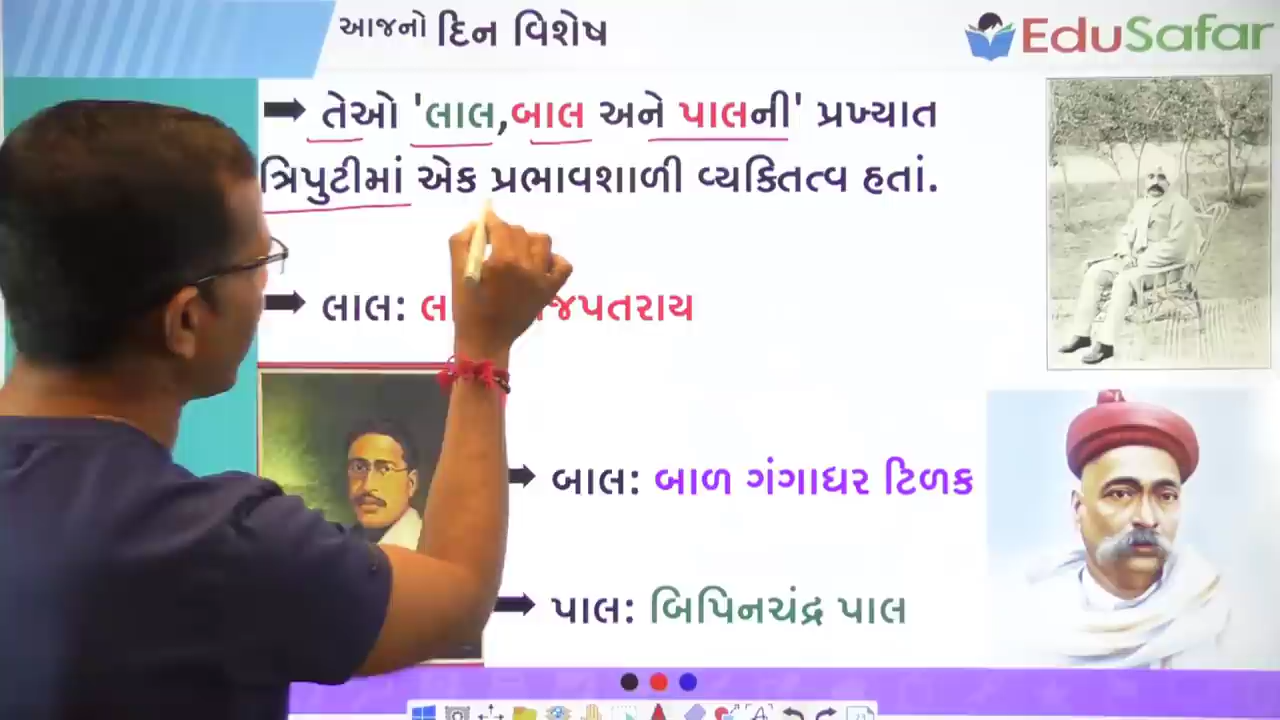 આજનો દિન વિશેષ
EduSafar
➡ તેઓ 'લાલ,બાલ અને પાલની' પ્રખ્યાત
ત્રિપુટીમાં એક પ્રભાવશાળી વ્યક્તિત્વ હતાં.
➡ લાલ:
➡ બાલ: બાળ ગંગાધર ટિળક
➡ પાલ: બિપિનચંદ્ર પાલ